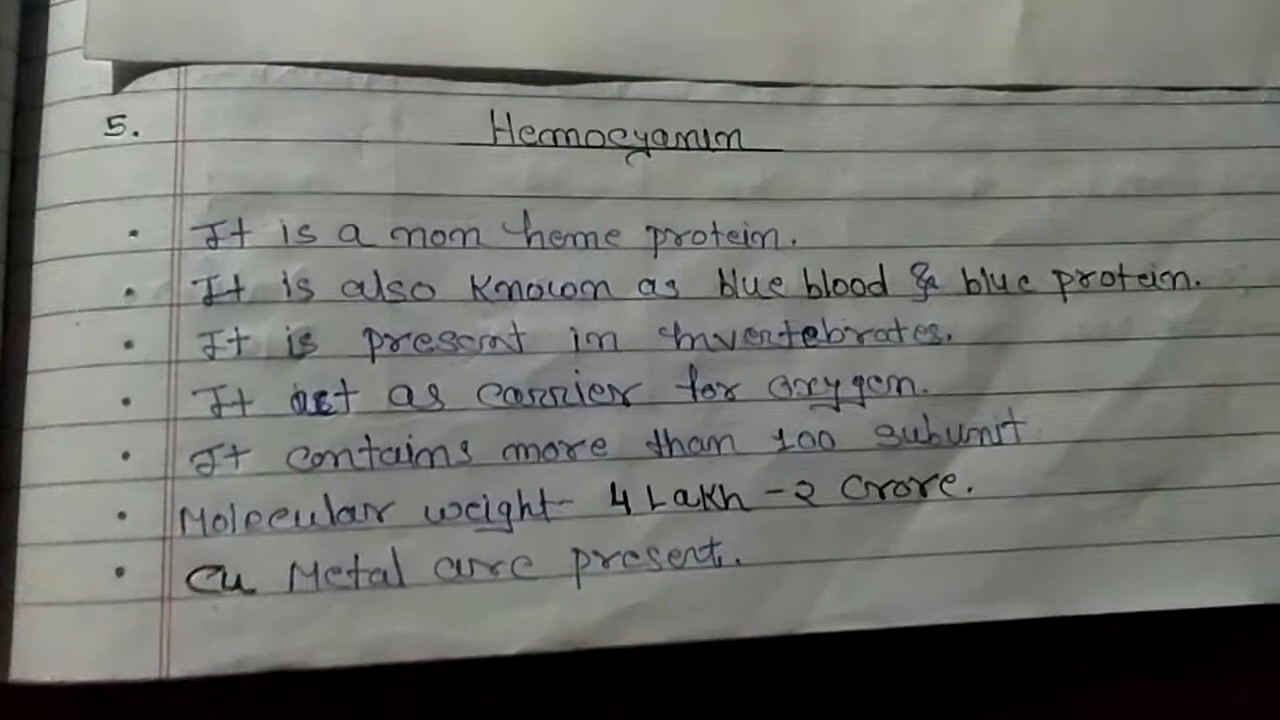 5. Hemocyanin
• It is a non heme protein.
• It is also known as blue blood & blue protein.
• It is present in invertebrates.
• It act as carrier for oxygen.
• It contains more than 100 subunit
• Molecular weight - 4 Lakh - 2 Crore.
• Cu Metal are present.